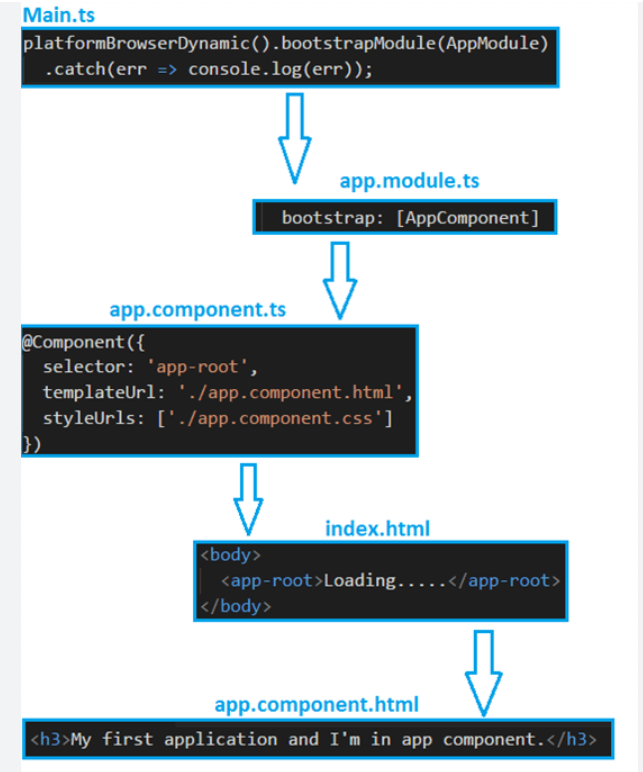 Main.ts
platformBrowserDynamic().bootstrapModule(AppModule)
.catch(err => console.log(err));
app.module.ts
bootstrap: [AppComponent]
app.component.ts
@Component({
selector: 'app-root',
templateUrl: './app.component.html',
styleUrls: ['./app.component.css']
})
index.html
<body>
<app-root>Loading.....</app-root>
</body>
app.component.html
<h3>My first application and I'm in app component.</h3>